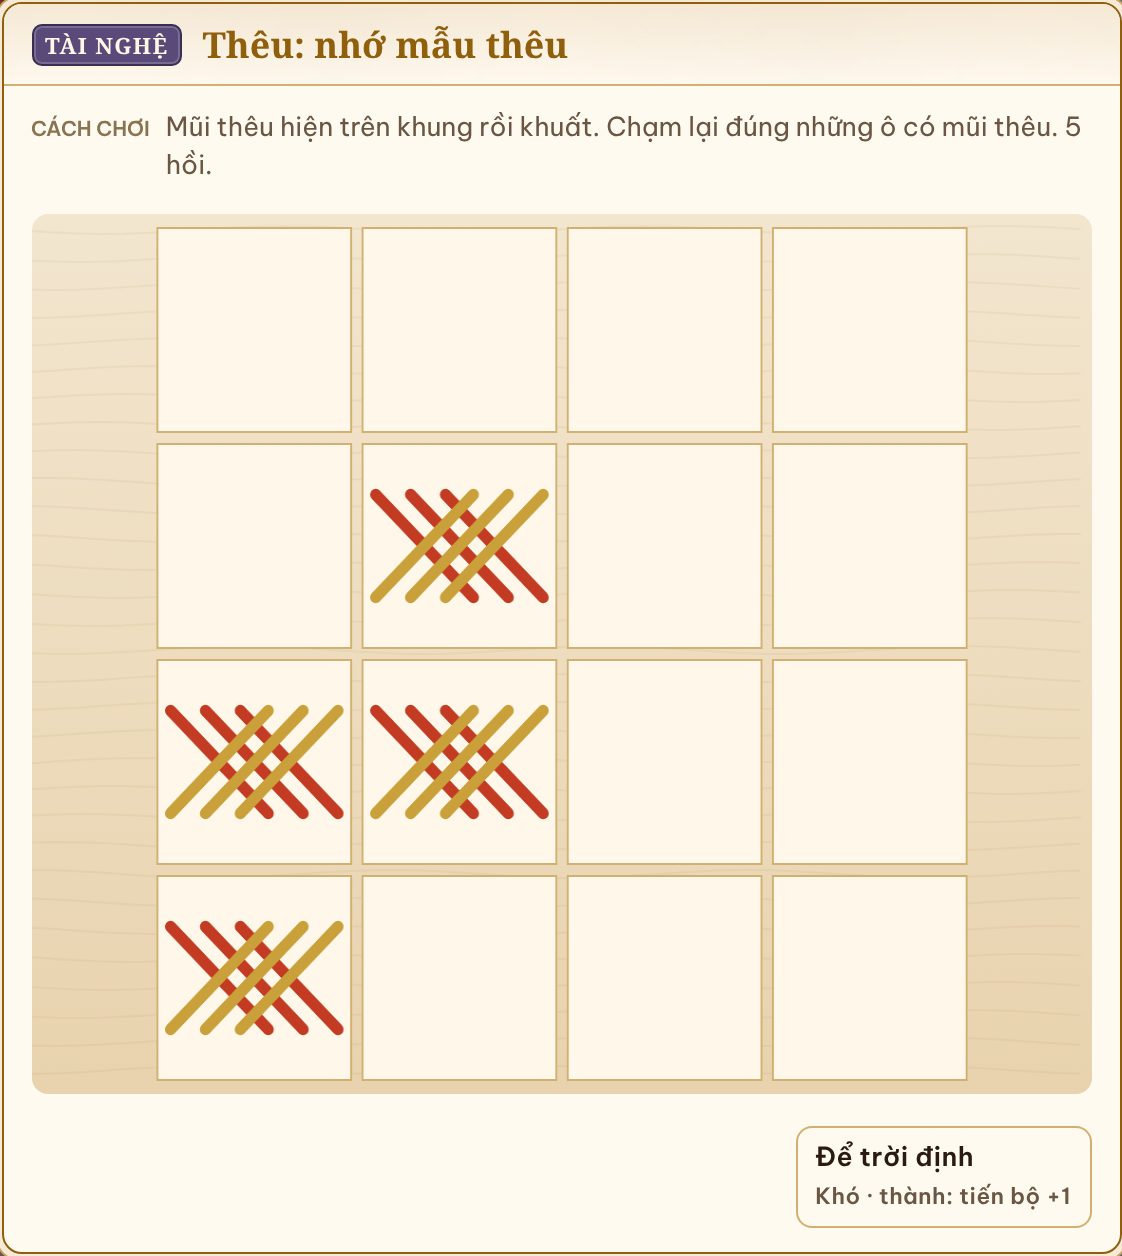 TÀI NGHỆ
Thêu: nhớ mẫu thêu
CÁCH CHƠI
Mũi thêu hiện trên khung rồi khuất. Chạm lại đúng những ô có mũi thêu. 5
hồi.
Để trời định
Khó · thành: tiến bộ +1